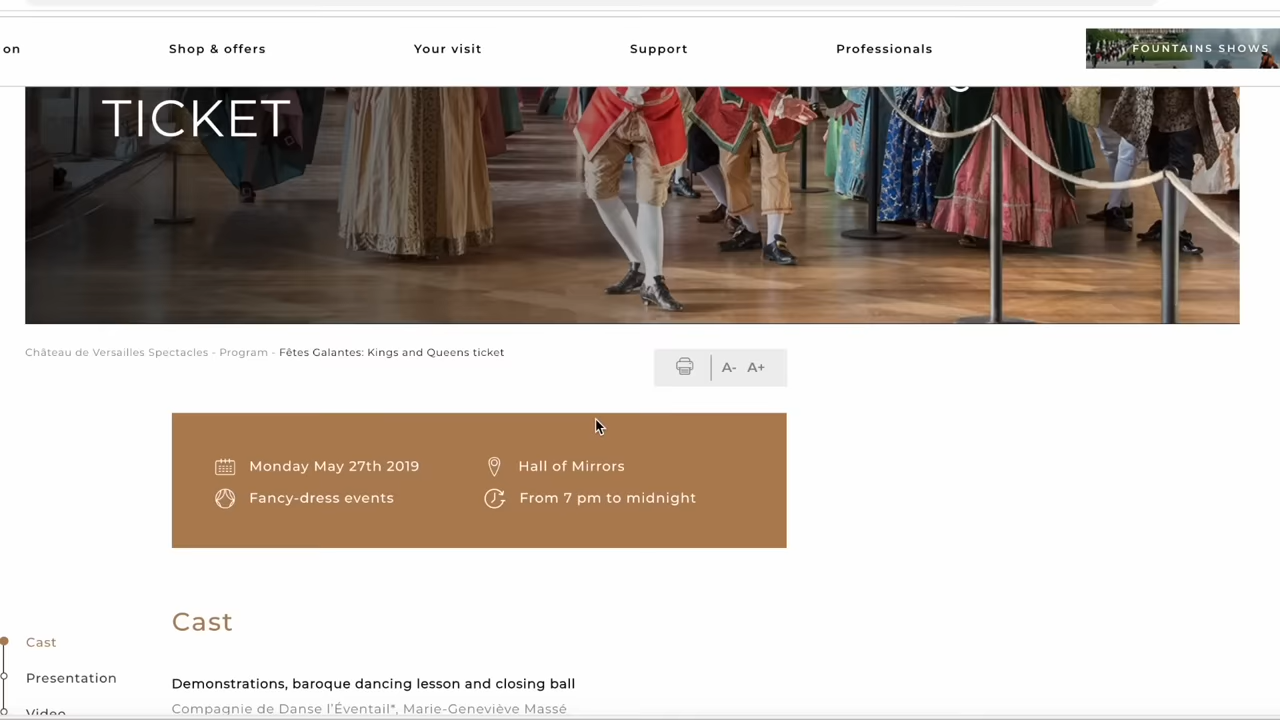 on
Shop & offers
Your visit
Support
Professionals
FOUNTAINS SHOWS
TICKET
Château de Versailles Spectacles - Program - Fêtes Galantes: Kings and Queens ticket
A- A+
Monday May 27th 2019
Hall of Mirrors
Fancy-dress events
From 7 pm to midnight
Cast
Cast
Presentation
Video
Demonstrations, baroque dancing lesson and closing ball
Compagnie de Danse l'Éventail*, Marie-Geneviève Massé